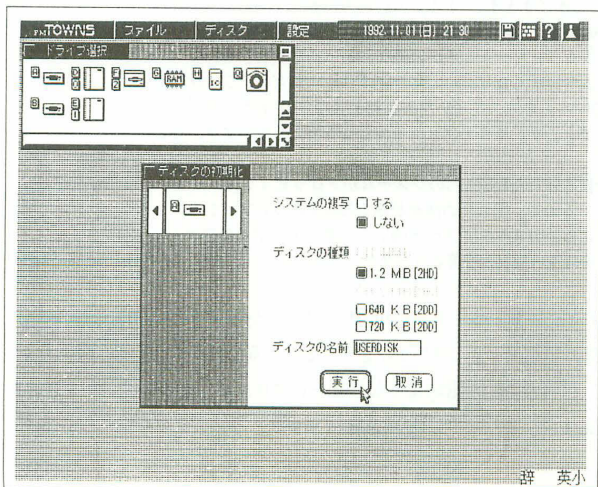 FMTOWNS ファイル ディスク 設定 1992.11.01(日) 21:30 ?
ドライブ選択
A D F G H Q
RAM IC
B E
ディスクの初期化
A
システムの複写 する
しない
ディスクの種類
1.2 MB[2HD]
640 KB[2DD]
720 KB[2DD]
ディスクの名前 USERDISK
実行 取消
辞 英小